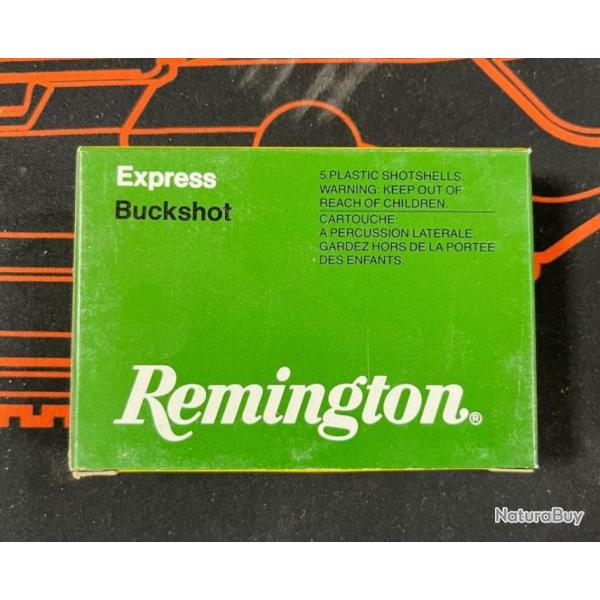 Express
Buckshot
5 PLASTIC SHOTSHELLS.
WARNING: KEEP OUT OF
REACH OF CHILDREN.
CARTOUCHE:
A PERCUSSION LATERALE.
GARDEZ HORS DE LA PORTEE
DES ENFANTS.
Remington®
NaturaBuy